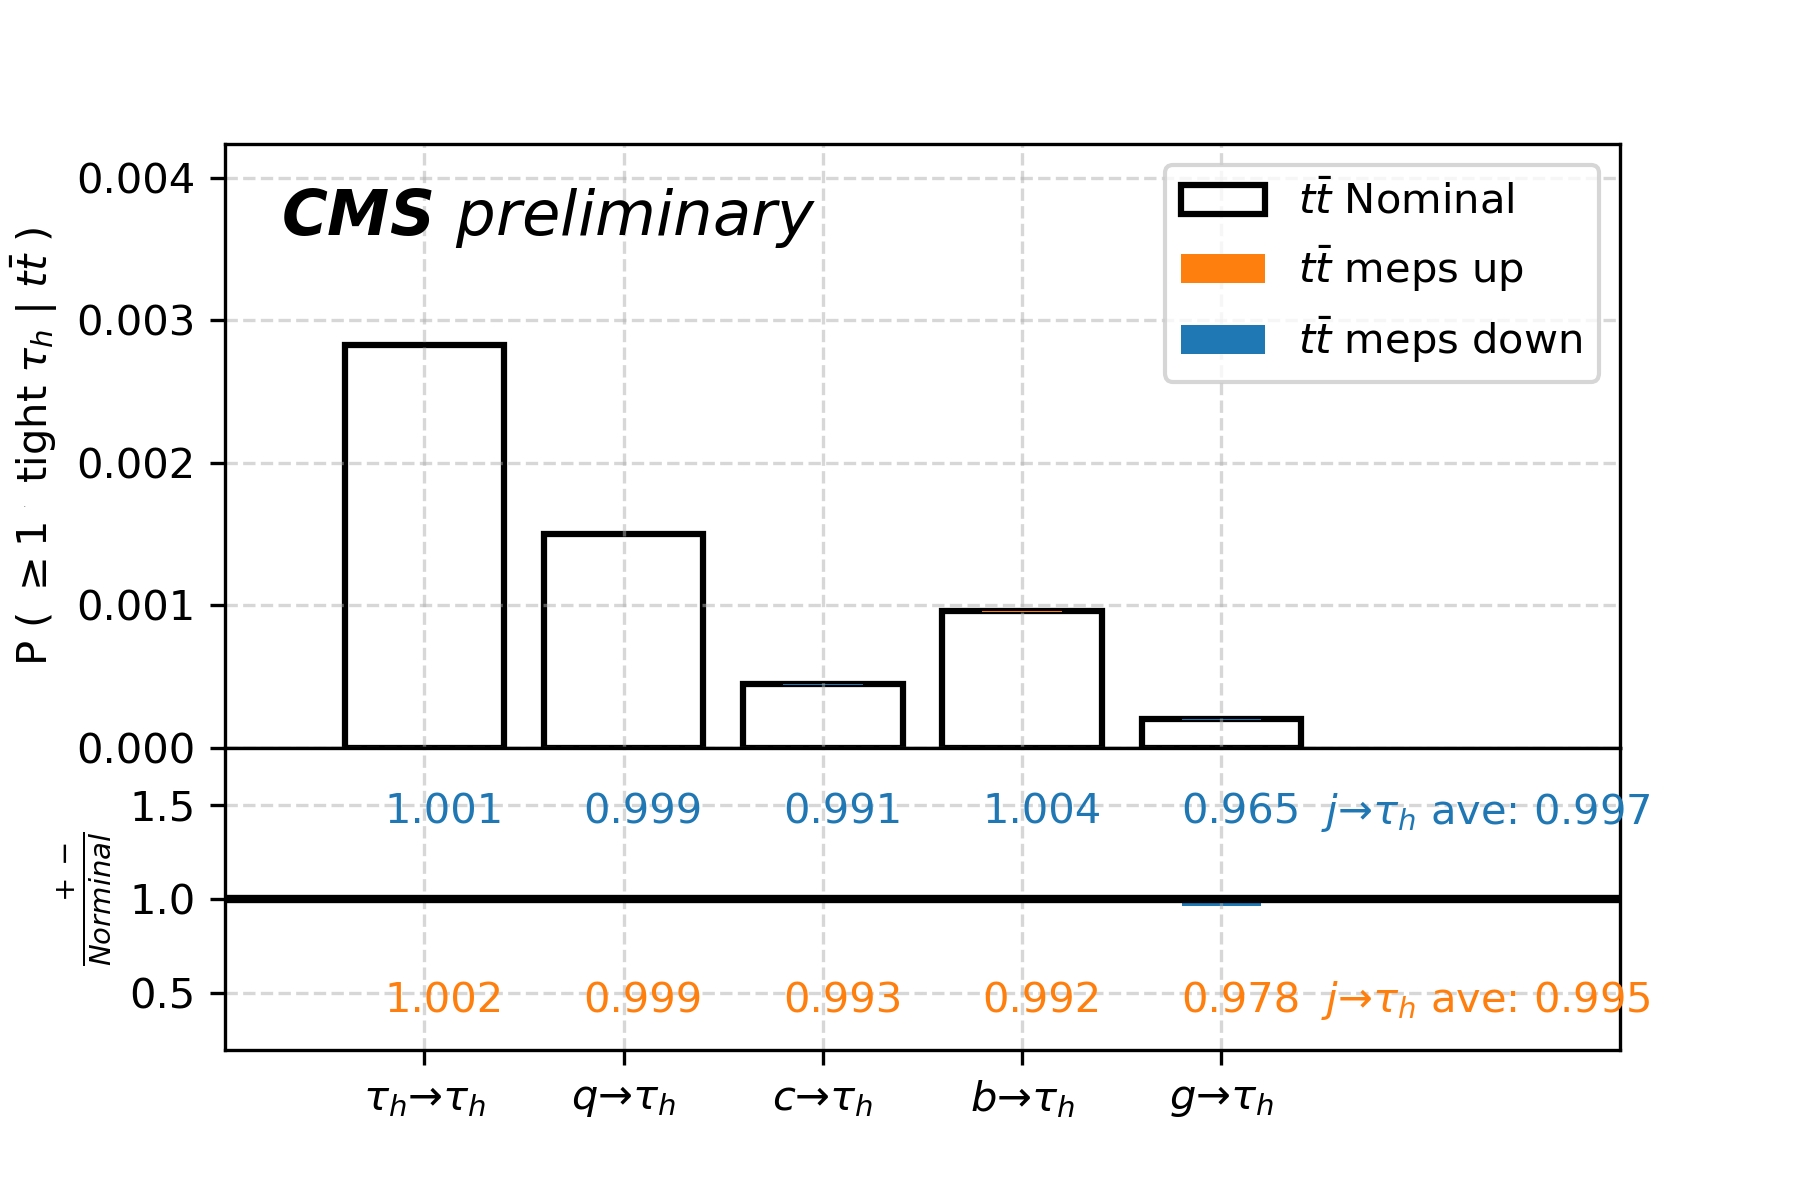 CMS preliminary
tt̄ Nominal
tt̄ meps up
tt̄ meps down
P ( ≥1 tight τₕ | tt̄ )
0.004
0.003
0.002
0.001
0.000
+ −
Norminal
1.5
1.0
0.5
1.001 0.999 0.991 1.004 0.965 j→τₕ ave: 0.997
1.002 0.999 0.993 0.992 0.978 j→τₕ ave: 0.995
τₕ→τₕ q→τₕ c→τₕ b→τₕ g→τₕ